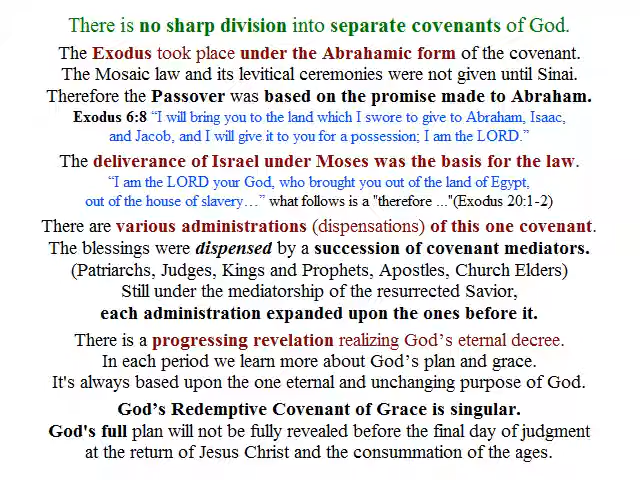 There is no sharp division into separate covenants of God.
The Exodus took place under the Abrahamic form of the covenant.
The Mosaic law and its levitical ceremonies were not given until Sinai.
Therefore the Passover was based on the promise made to Abraham.
Exodus 6:8 “I will bring you to the land which I swore to give to Abraham, Isaac,
and Jacob, and I will give it to you for a possession; I am the LORD.”
The deliverance of Israel under Moses was the basis for the law.
“I am the LORD your God, who brought you out of the land of Egypt,
out of the house of slavery…” what follows is a "therefore ..."(Exodus 20:1-2)
There are various administrations (dispensations) of this one covenant.
The blessings were dispensed by a succession of covenant mediators.
(Patriarchs, Judges, Kings and Prophets, Apostles, Church Elders)
Still under the mediatorship of the resurrected Savior,
each administration expanded upon the ones before it.
There is a progressing revelation realizing God’s eternal decree.
In each period we learn more about God’s plan and grace.
It's always based upon the one eternal and unchanging purpose of God.
God’s Redemptive Covenant of Grace is singular.
God's full plan will not be fully revealed before the final day of judgment
at the return of Jesus Christ and the consummation of the ages.